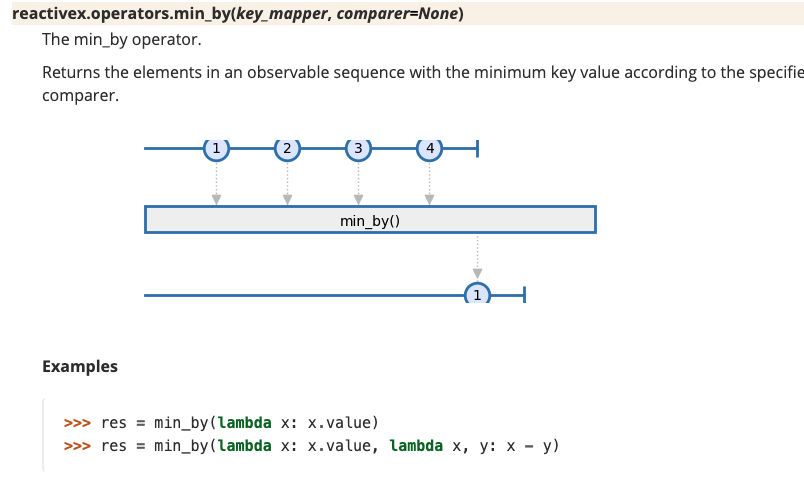 reactivex.operators.min_by(key_mapper, comparer=None)
The min_by operator.
Returns the elements in an observable sequence with the minimum key value according to the specifie
comparer.
1 2 3 4
min_by()
1
Examples
>>> res = min_by(lambda x: x.value)
>>> res = min_by(lambda x: x.value, lambda x, y: x - y)